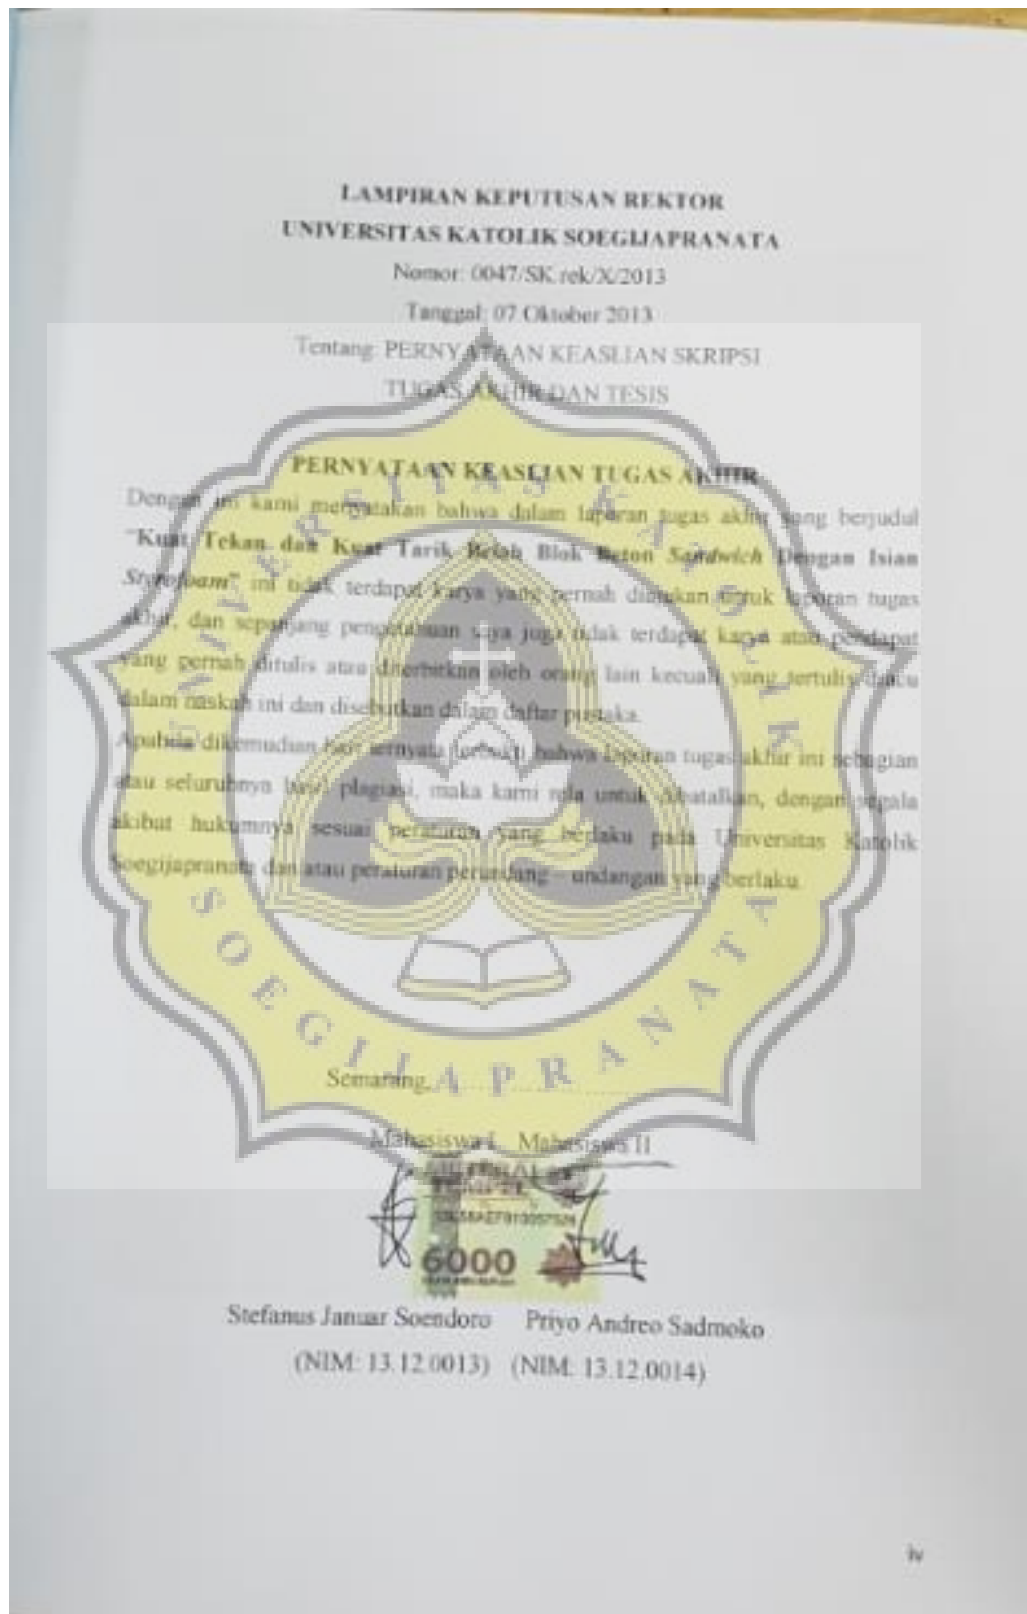 LAMPIRAN KEPUTUSAN REKTOR
UNIVERSITAS KATOLIK SOEGIJAPRANATA
Nomor: 0047/SK.rek/X/2013
Tanggal: 07 Oktober 2013
Tentang: PERNYATAAN KEASLIAN SKRIPSI
TUGAS AKHIR DAN TESIS
PERNYATAAN KEASLIAN TUGAS AKHIR
Dengan ini kami menyatakan bahwa dalam laporan tugas akhir yang berjudul
"Kuat Tekan dan Kuat Tarik Belah Blok Beton Sandwich Dengan Isian
Styrofoam" ini tidak terdapat karya yang pernah diajukan untuk laporan tugas
akhir, dan sepanjang pengetahuan saya juga tidak terdapat karya atau pendapat
yang pernah ditulis atau diterbitkan oleh orang lain kecuali yang tertulis diacu
dalam naskah ini dan disebutkan dalam daftar pustaka.
Apabila dikemudian hari ternyata terbukti bahwa laporan tugas akhir ini sebagian
atau seluruhnya hasil plagiasi, maka kami rela untuk dibatalkan, dengan segala
akibat hukumnya sesuai peraturan yang berlaku pada Universitas Katolik
Soegijapranata dan atau peraturan perundang – undangan yang berlaku.
UNIVERSITAS KATOLIK
SOEGIJAPRANATA
Semarang,
Mahasiswa I Mahasiswa II
METERAI
TEMPEL
6000
Stefanus Januar Soendoro Priyo Andreo Sadmoko
(NIM: 13.12.0013) (NIM: 13.12.0014)
iv